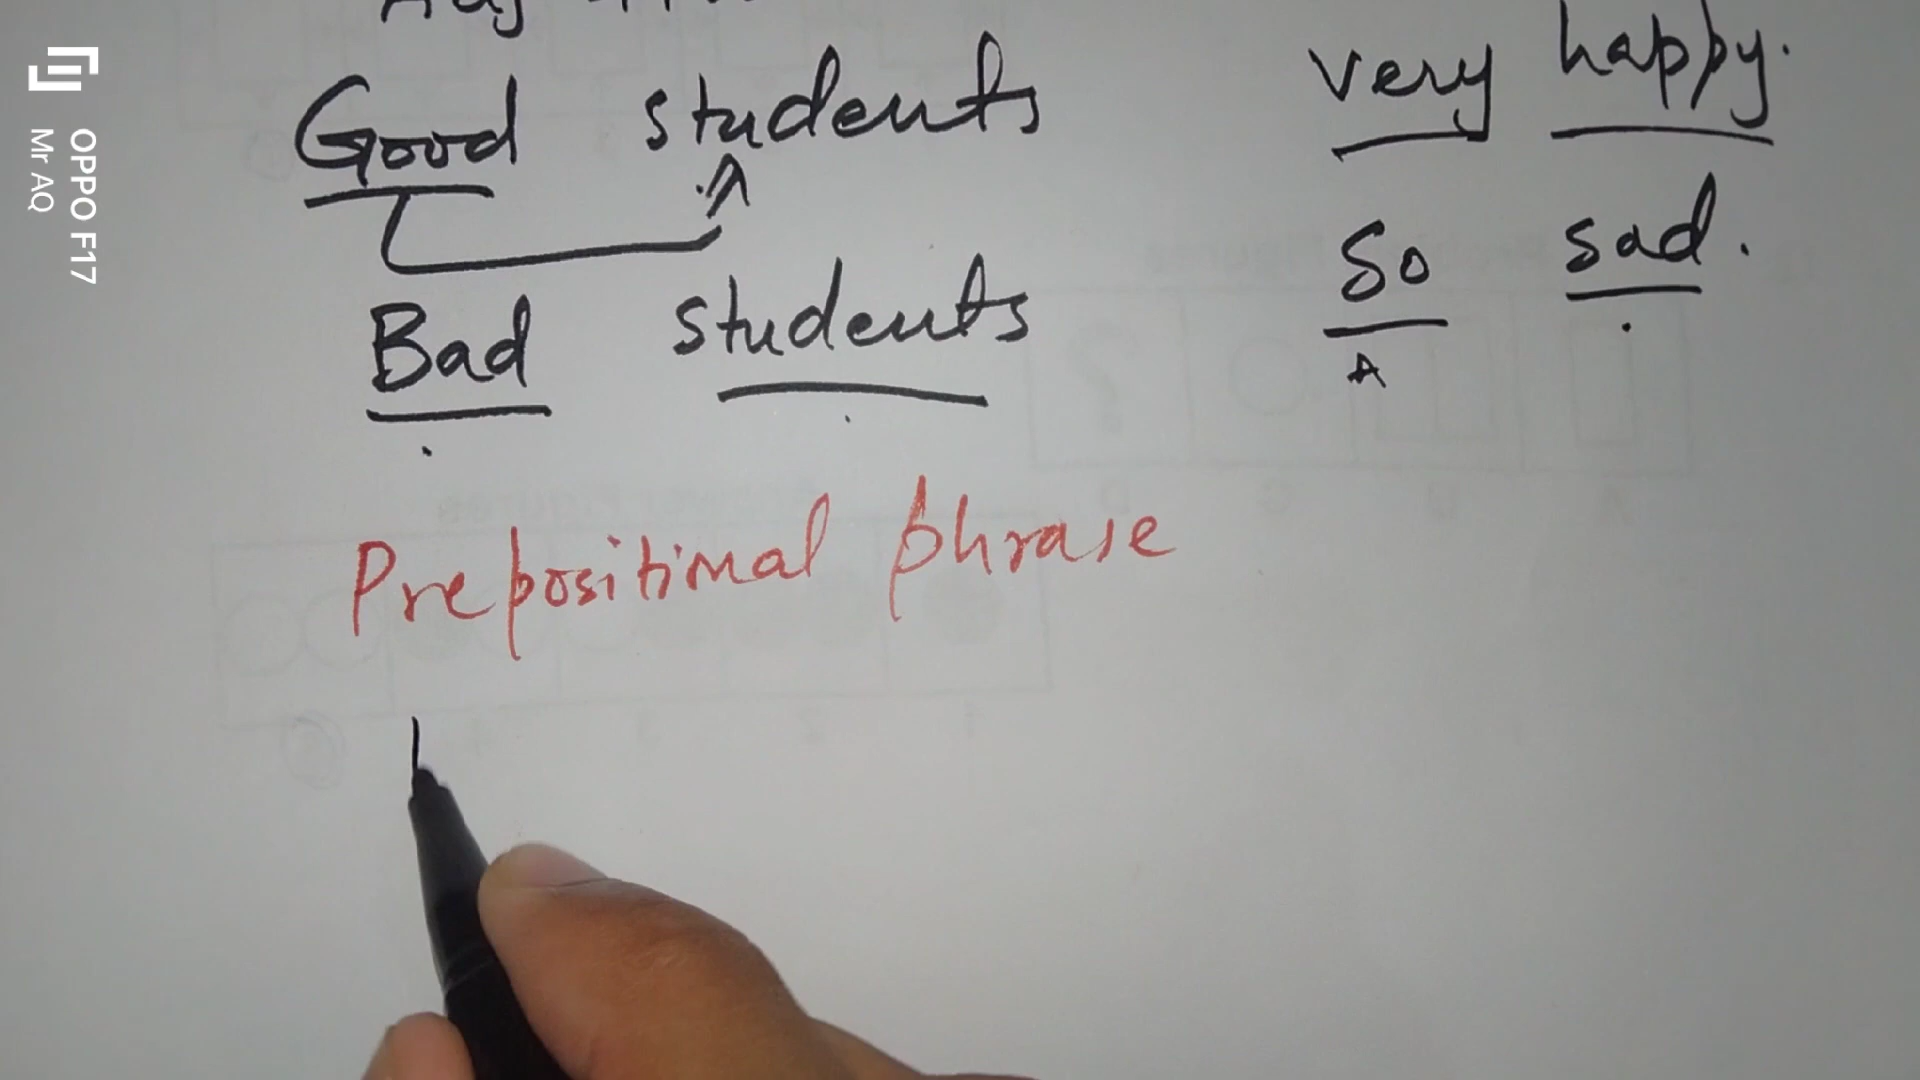 Good students
very happy.
So sad.
A
Bad students
Prepositional phrase
OPPO F17
Mr AQ